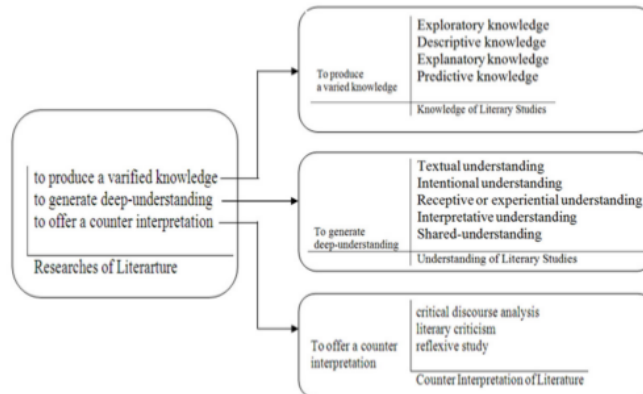 to produce a varified knowledge
to generate deep-understanding
to offer a counter interpretation
Researches of Literarture
To produce
a varied knowledge
Exploratory knowledge
Descriptive knowledge
Explanatory knowledge
Predictive knowledge
Knowledge of Literary Studies
To generate
deep-understanding
Textual understanding
Intentional understanding
Receptive or experiential understanding
Interpretative understanding
Shared-understanding
Understanding of Literary Studies
To offer a counter
interpretation
critical discourse analysis
literary criticism
reflexive study
Counter Interpretation of Literature